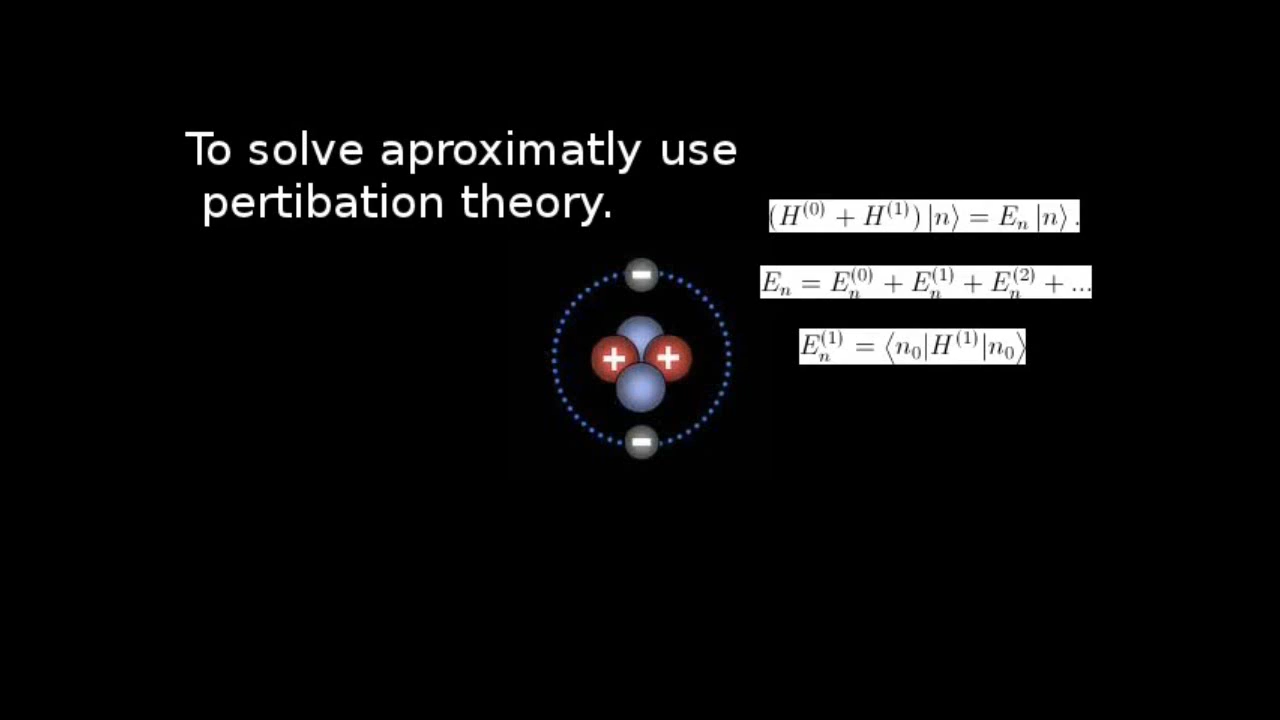 To solve aproximatly use
pertibation theory.
(H^{(0)} + H^{(1)}) |n⟩ = E_n |n⟩ .
E_n = E_n^{(0)} + E_n^{(1)} + E_n^{(2)} + ...
E_n^{(1)} = ⟨n_0|H^{(1)}|n_0⟩
−
+ +
−